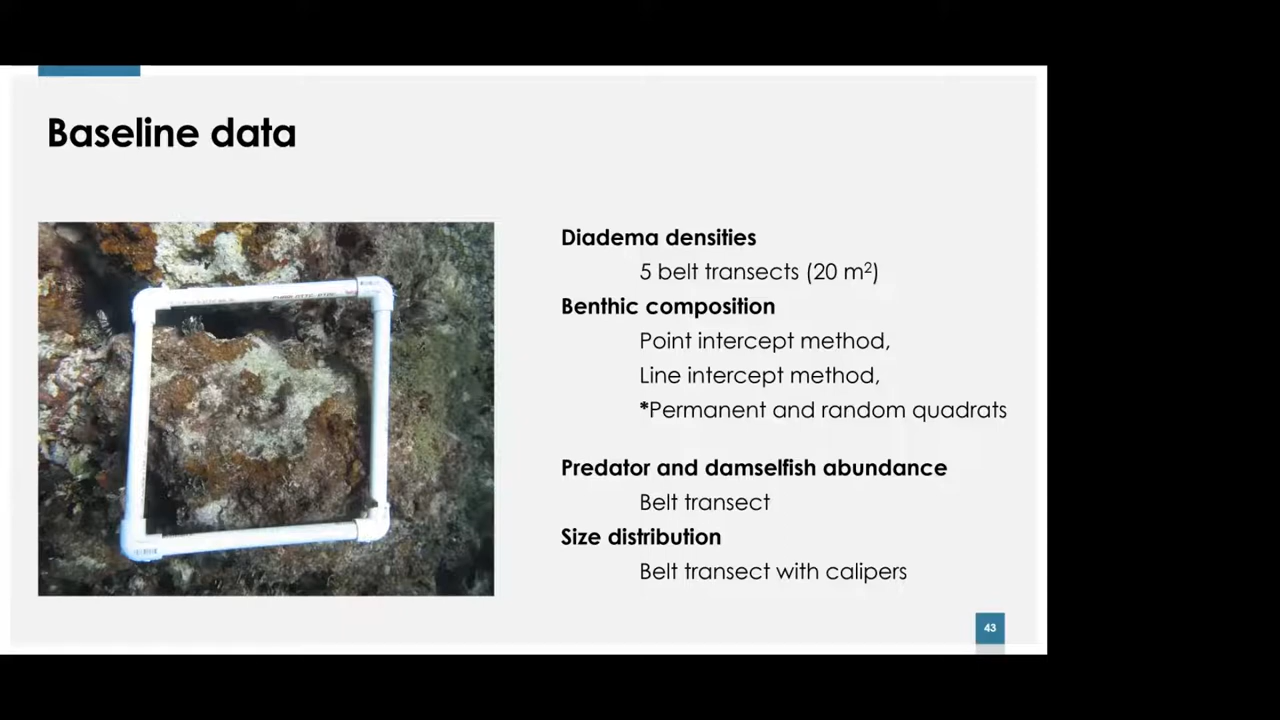 Baseline data
Diadema densities
5 belt transects (20 m²)
Benthic composition
Point intercept method,
Line intercept method,
*Permanent and random quadrats
Predator and damselfish abundance
Belt transect
Size distribution
Belt transect with calipers
43